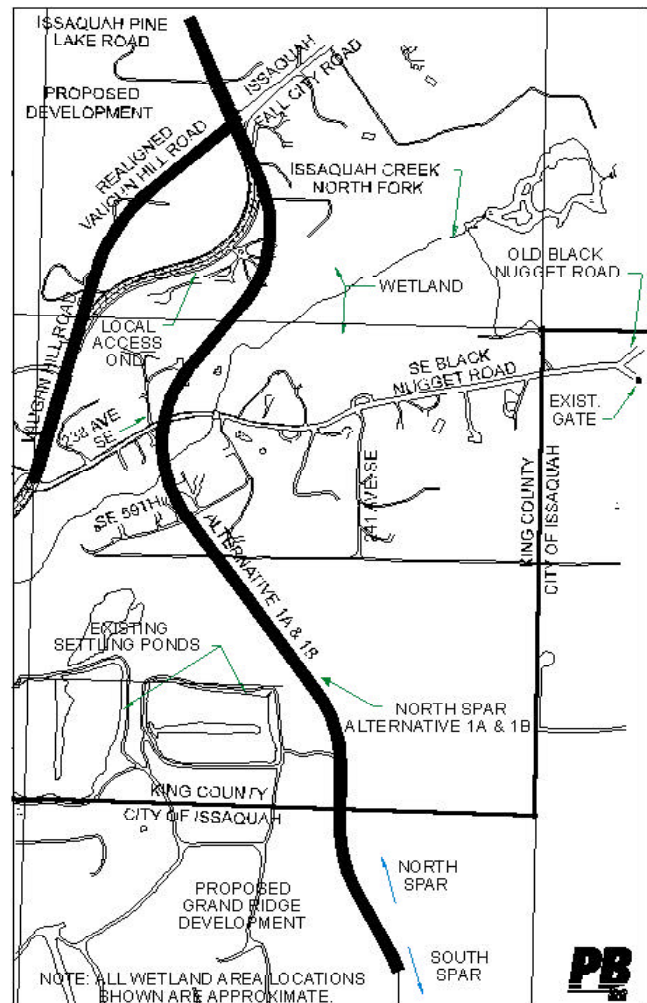 ISSAQUAH PINE
LAKE ROAD
PROPOSED
DEVELOPMENT
ISSAQUAH
FALL CITY ROAD
REALIGNED
VAUGHN HILL ROAD
ISSAQUAH CREEK
NORTH FORK
OLD BLACK
NUGGET ROAD
WETLAND
LOCAL
ACCESS
ONLY
VAUGHN HILL ROAD
SE BLACK
NUGGET ROAD
EXIST.
GATE
232 AVE
SE
SE 59TH
241 AVE SE
KING COUNTY
CITY OF ISSAQUAH
ALTERNATIVE 1A & 1B
EXISTING
SETTLING PONDS
NORTH SPAR
ALTERNATIVE 1A & 1B
KING COUNTY
CITY OF ISSAQUAH
NORTH
SPAR
PROPOSED
GRAND RIDGE
DEVELOPMENT
SOUTH
SPAR
NOTE: ALL WETLAND AREA LOCATIONS
SHOWN ARE APPROXIMATE.
PB